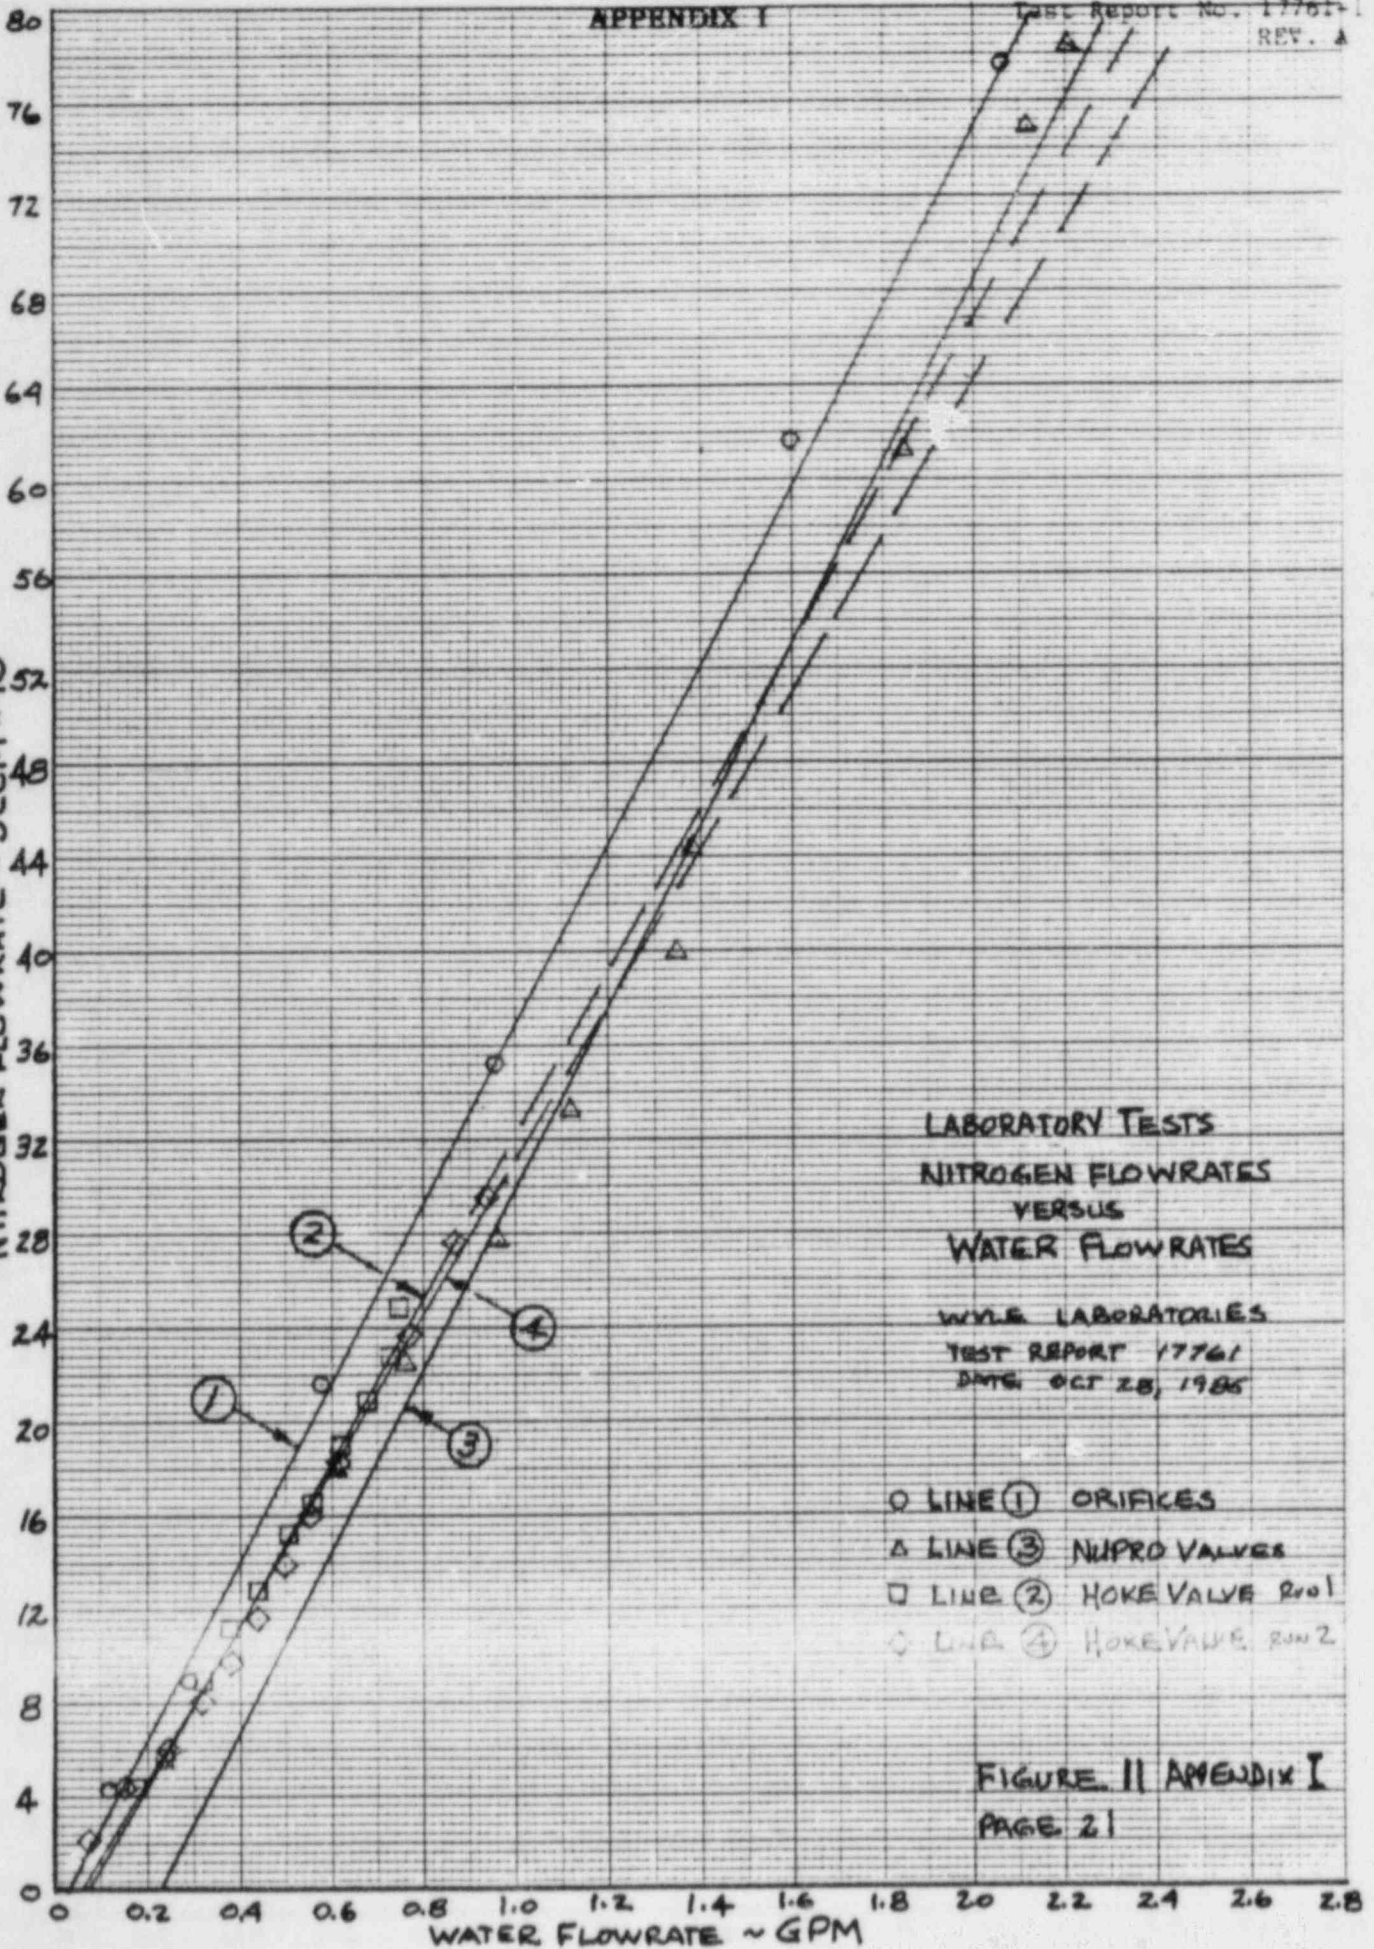 APPENDIX I
Test Report No. 17761-1
REV. A
80
76
72
68
64
60
56
52
48
44
40
36
32
28
24
20
16
12
8
4
0
NITROGEN FLOWRATE
0 0.2 0.4 0.6 0.8 1.0 1.2 1.4 1.6 1.8 2.0 2.2 2.4 2.6 2.8
WATER FLOWRATE ~ GPM
①
②
③
④
LABORATORY TESTS
NITROGEN FLOWRATES
VERSUS
WATER FLOWRATES
WYLE LABORATORIES
TEST REPORT 17761
DATE OCT 28, 1985
LINE ① ORIFICES
LINE ③ NUPRO VALVES
LINE ② HOKE VALVE RUN 1
LINE ④ HOKE VALVE RUN 2
FIGURE 11 APPENDIX I
PAGE 21